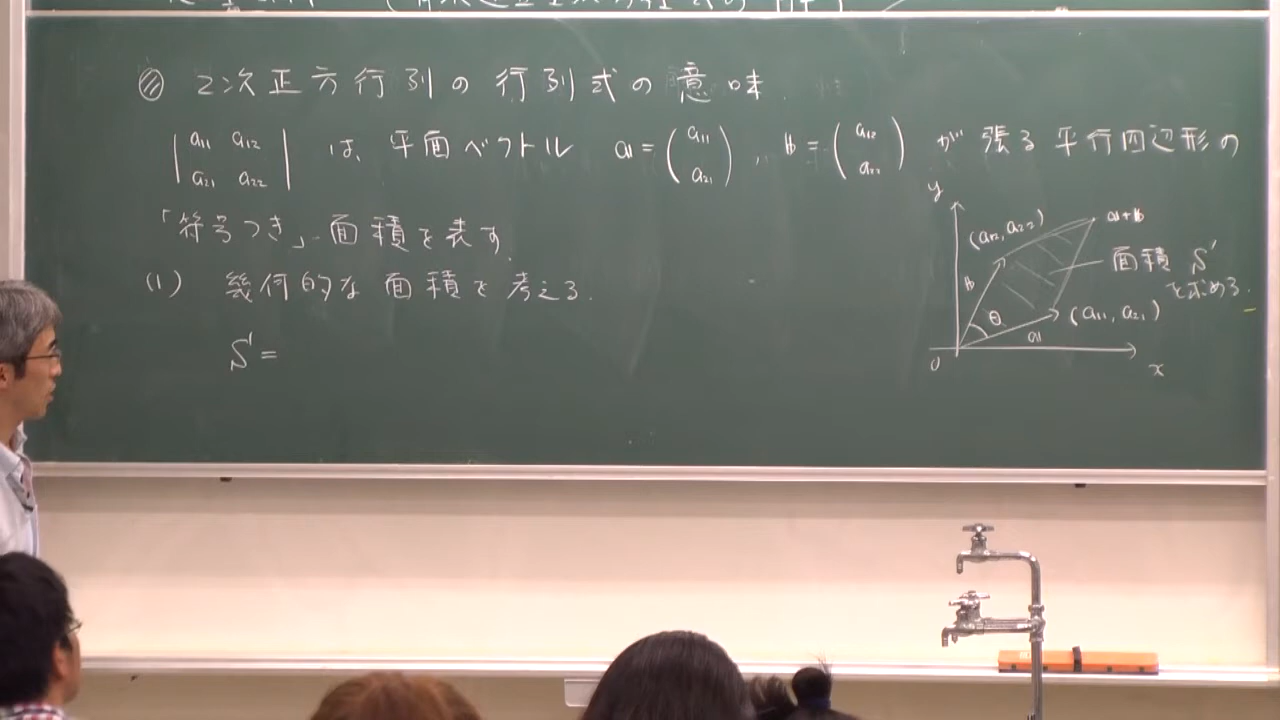 ◎ 2次正方行列の行列式の意味
| a₁₁ a₁₂ | は、平面ベクトル 𝕒 = ( a₁₁ ) , 𝕓 = ( a₁₂ ) が 張る 平行四辺形の
| a₂₁ a₂₂ | ( a₂₁ ) ( a₂₂ )
「符号つき」面積を表す.
(1) 幾何的な面積を考える.
S =
y
(a₁₂, a₂₂)
𝕒+𝕓
面積 S
を求める.
𝕓
θ
(a₁₁, a₂₁)
𝕒
0
x